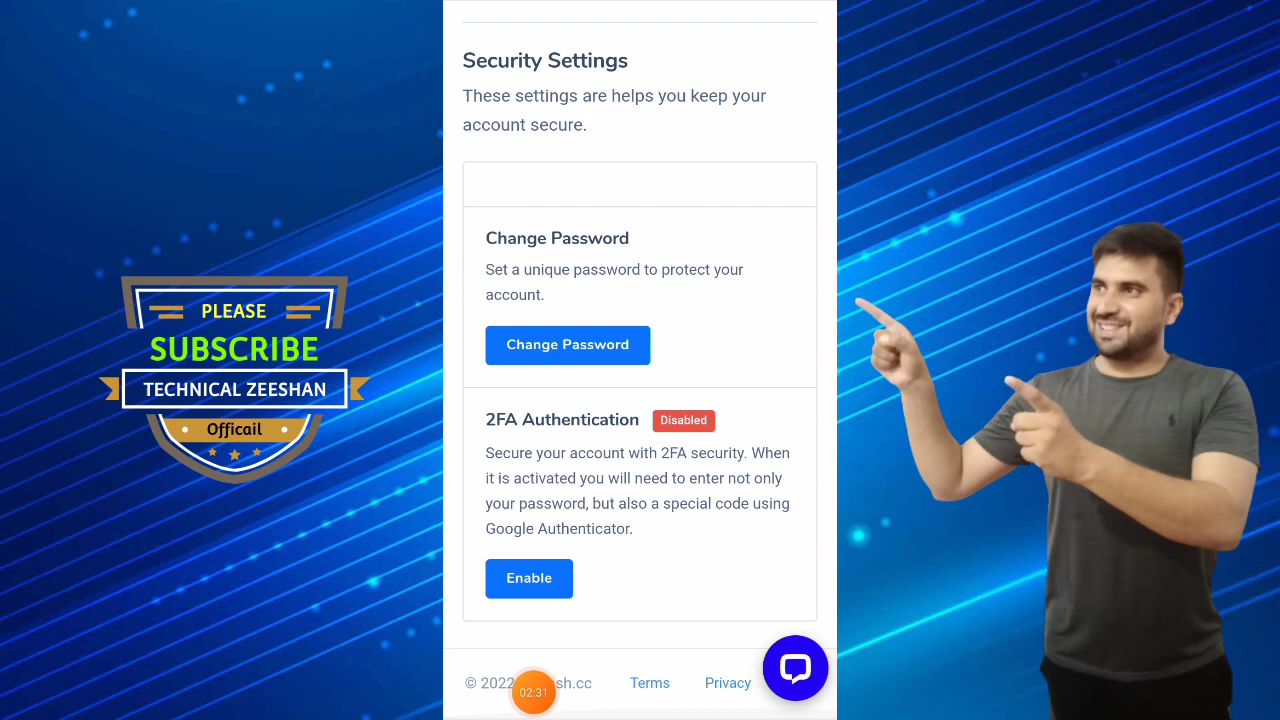 PLEASE
SUBSCRIBE
TECHNICAL ZEESHAN
Officail
Security Settings
These settings are helps you keep your
account secure.
Change Password
Set a unique password to protect your
account.
Change Password
2FA Authentication Disabled
Secure your account with 2FA security. When
it is activated you will need to enter not only
your password, but also a special code using
Google Authenticator.
Enable
© 2022 sh.cc Terms Privacy
02:31